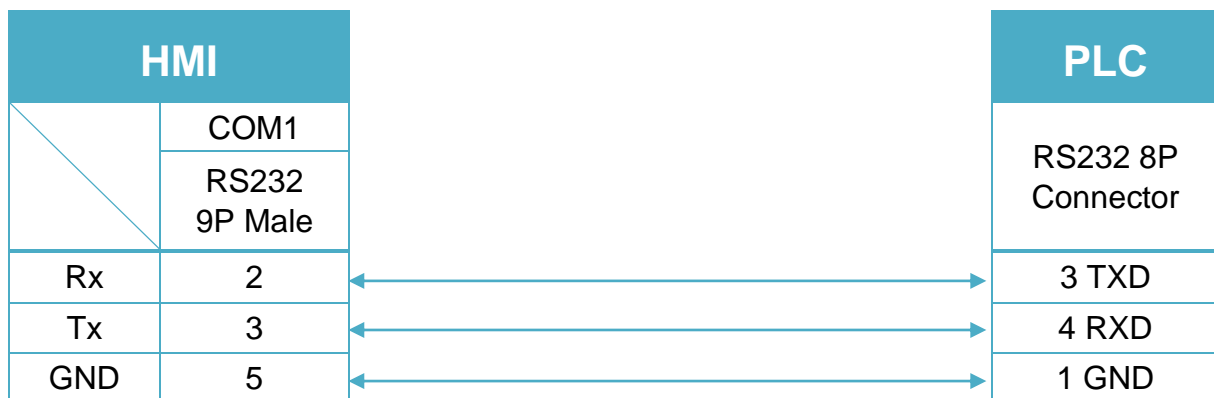 HMI
PLC
COM1
RS232
9P Male
RS232 8P
Connector
Rx 2 3 TXD
Tx 3 4 RXD
GND 5 1 GND